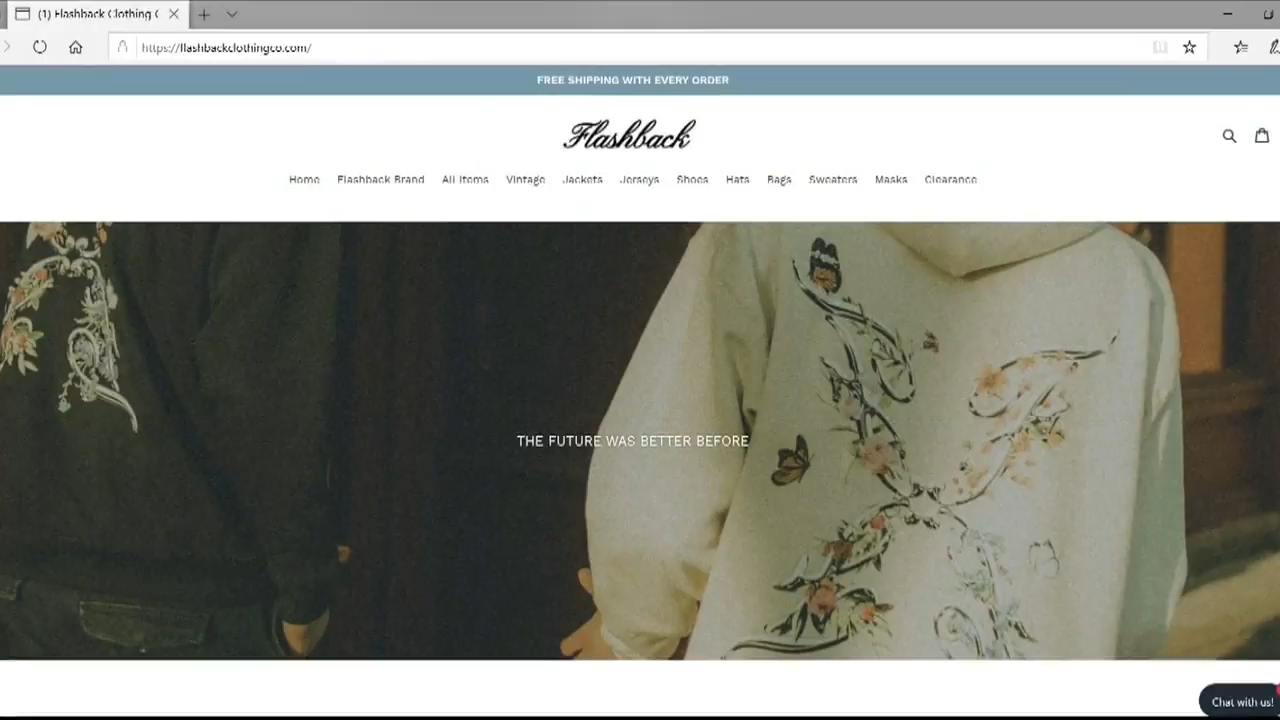 (1) Flashback Clothing C
https://flashbackclothingco.com/
FREE SHIPPING WITH EVERY ORDER
Flashback
Home Flashback Brand All Items Vintage Jackets Jerseys Shoes Hats Bags Sweaters Masks Clearance
THE FUTURE WAS BETTER BEFORE
Chat with us!